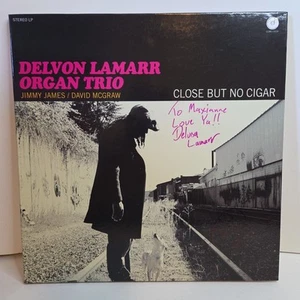 STEREO LP
DELVON LAMARR
ORGAN TRIO
JIMMY JAMES / DAVID MCGRAW
CLOSE BUT NO CIGAR
To Maxinne
Love Ya!!
Delvon
Lamarr